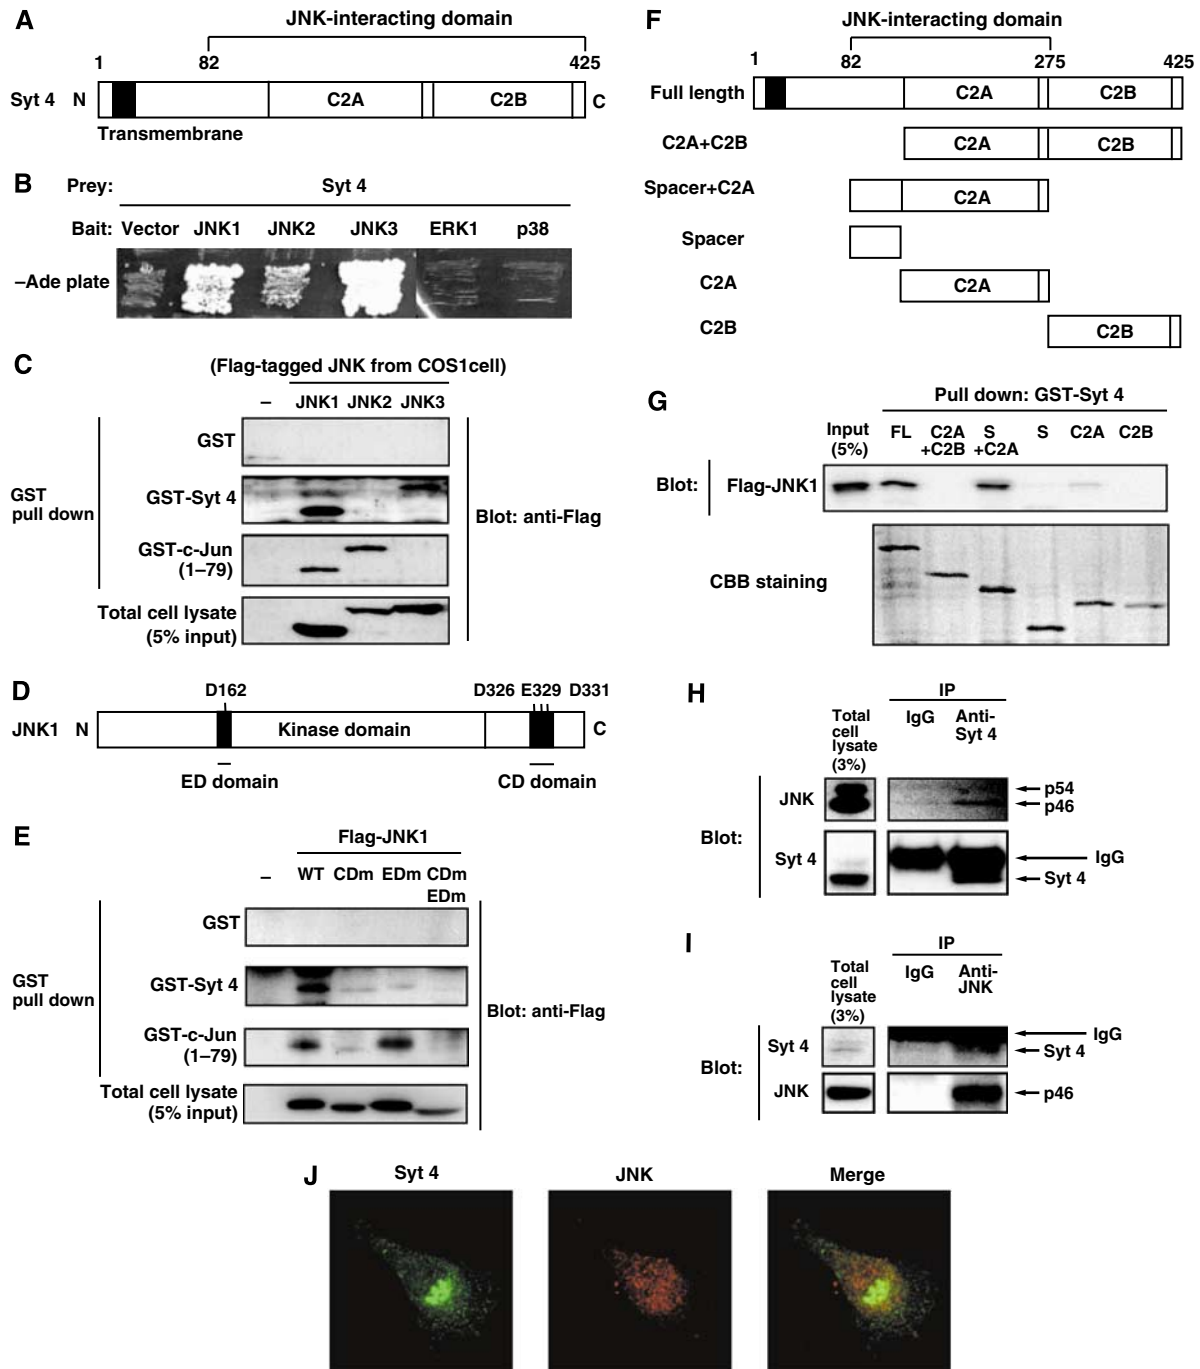 A
JNK-interacting domain
1 82 425
Syt 4 N C2A C2B C
Transmembrane
B
Prey: Syt 4
Bait: Vector JNK1 JNK2 JNK3 ERK1 p38
–Ade plate
C
(Flag-tagged JNK from COS1cell)
– JNK1 JNK2 JNK3
GST
GST-Syt 4
GST-c-Jun
(1–79)
Total cell lysate
(5% input)
GST
pull down
Blot: anti-Flag
D
D162 D326 E329 D331
JNK1 N Kinase domain C
ED domain CD domain
E
Flag-JNK1
– WT CDm EDm CDm
EDm
GST
GST-Syt 4
GST-c-Jun
(1–79)
Total cell lysate
(5% input)
GST
pull down
Blot: anti-Flag
F
JNK-interacting domain
1 82 275 425
Full length C2A C2B
C2A+C2B C2A C2B
Spacer+C2A C2A
Spacer
C2A C2A
C2B C2B
G
Pull down: GST-Syt 4
Input
(5%)
FL C2A
+C2B
S
+C2A
S C2A C2B
Blot: Flag-JNK1
CBB staining
H
IP
Total
cell
lysate
(3%)
IgG Anti-
Syt 4
JNK
p54
p46
Blot:
Syt 4
IgG
Syt 4
I
IP
Total
cell
lysate
(3%)
IgG Anti-
JNK
Syt 4
IgG
Syt 4
Blot:
JNK
p46
J
Syt 4 JNK Merge